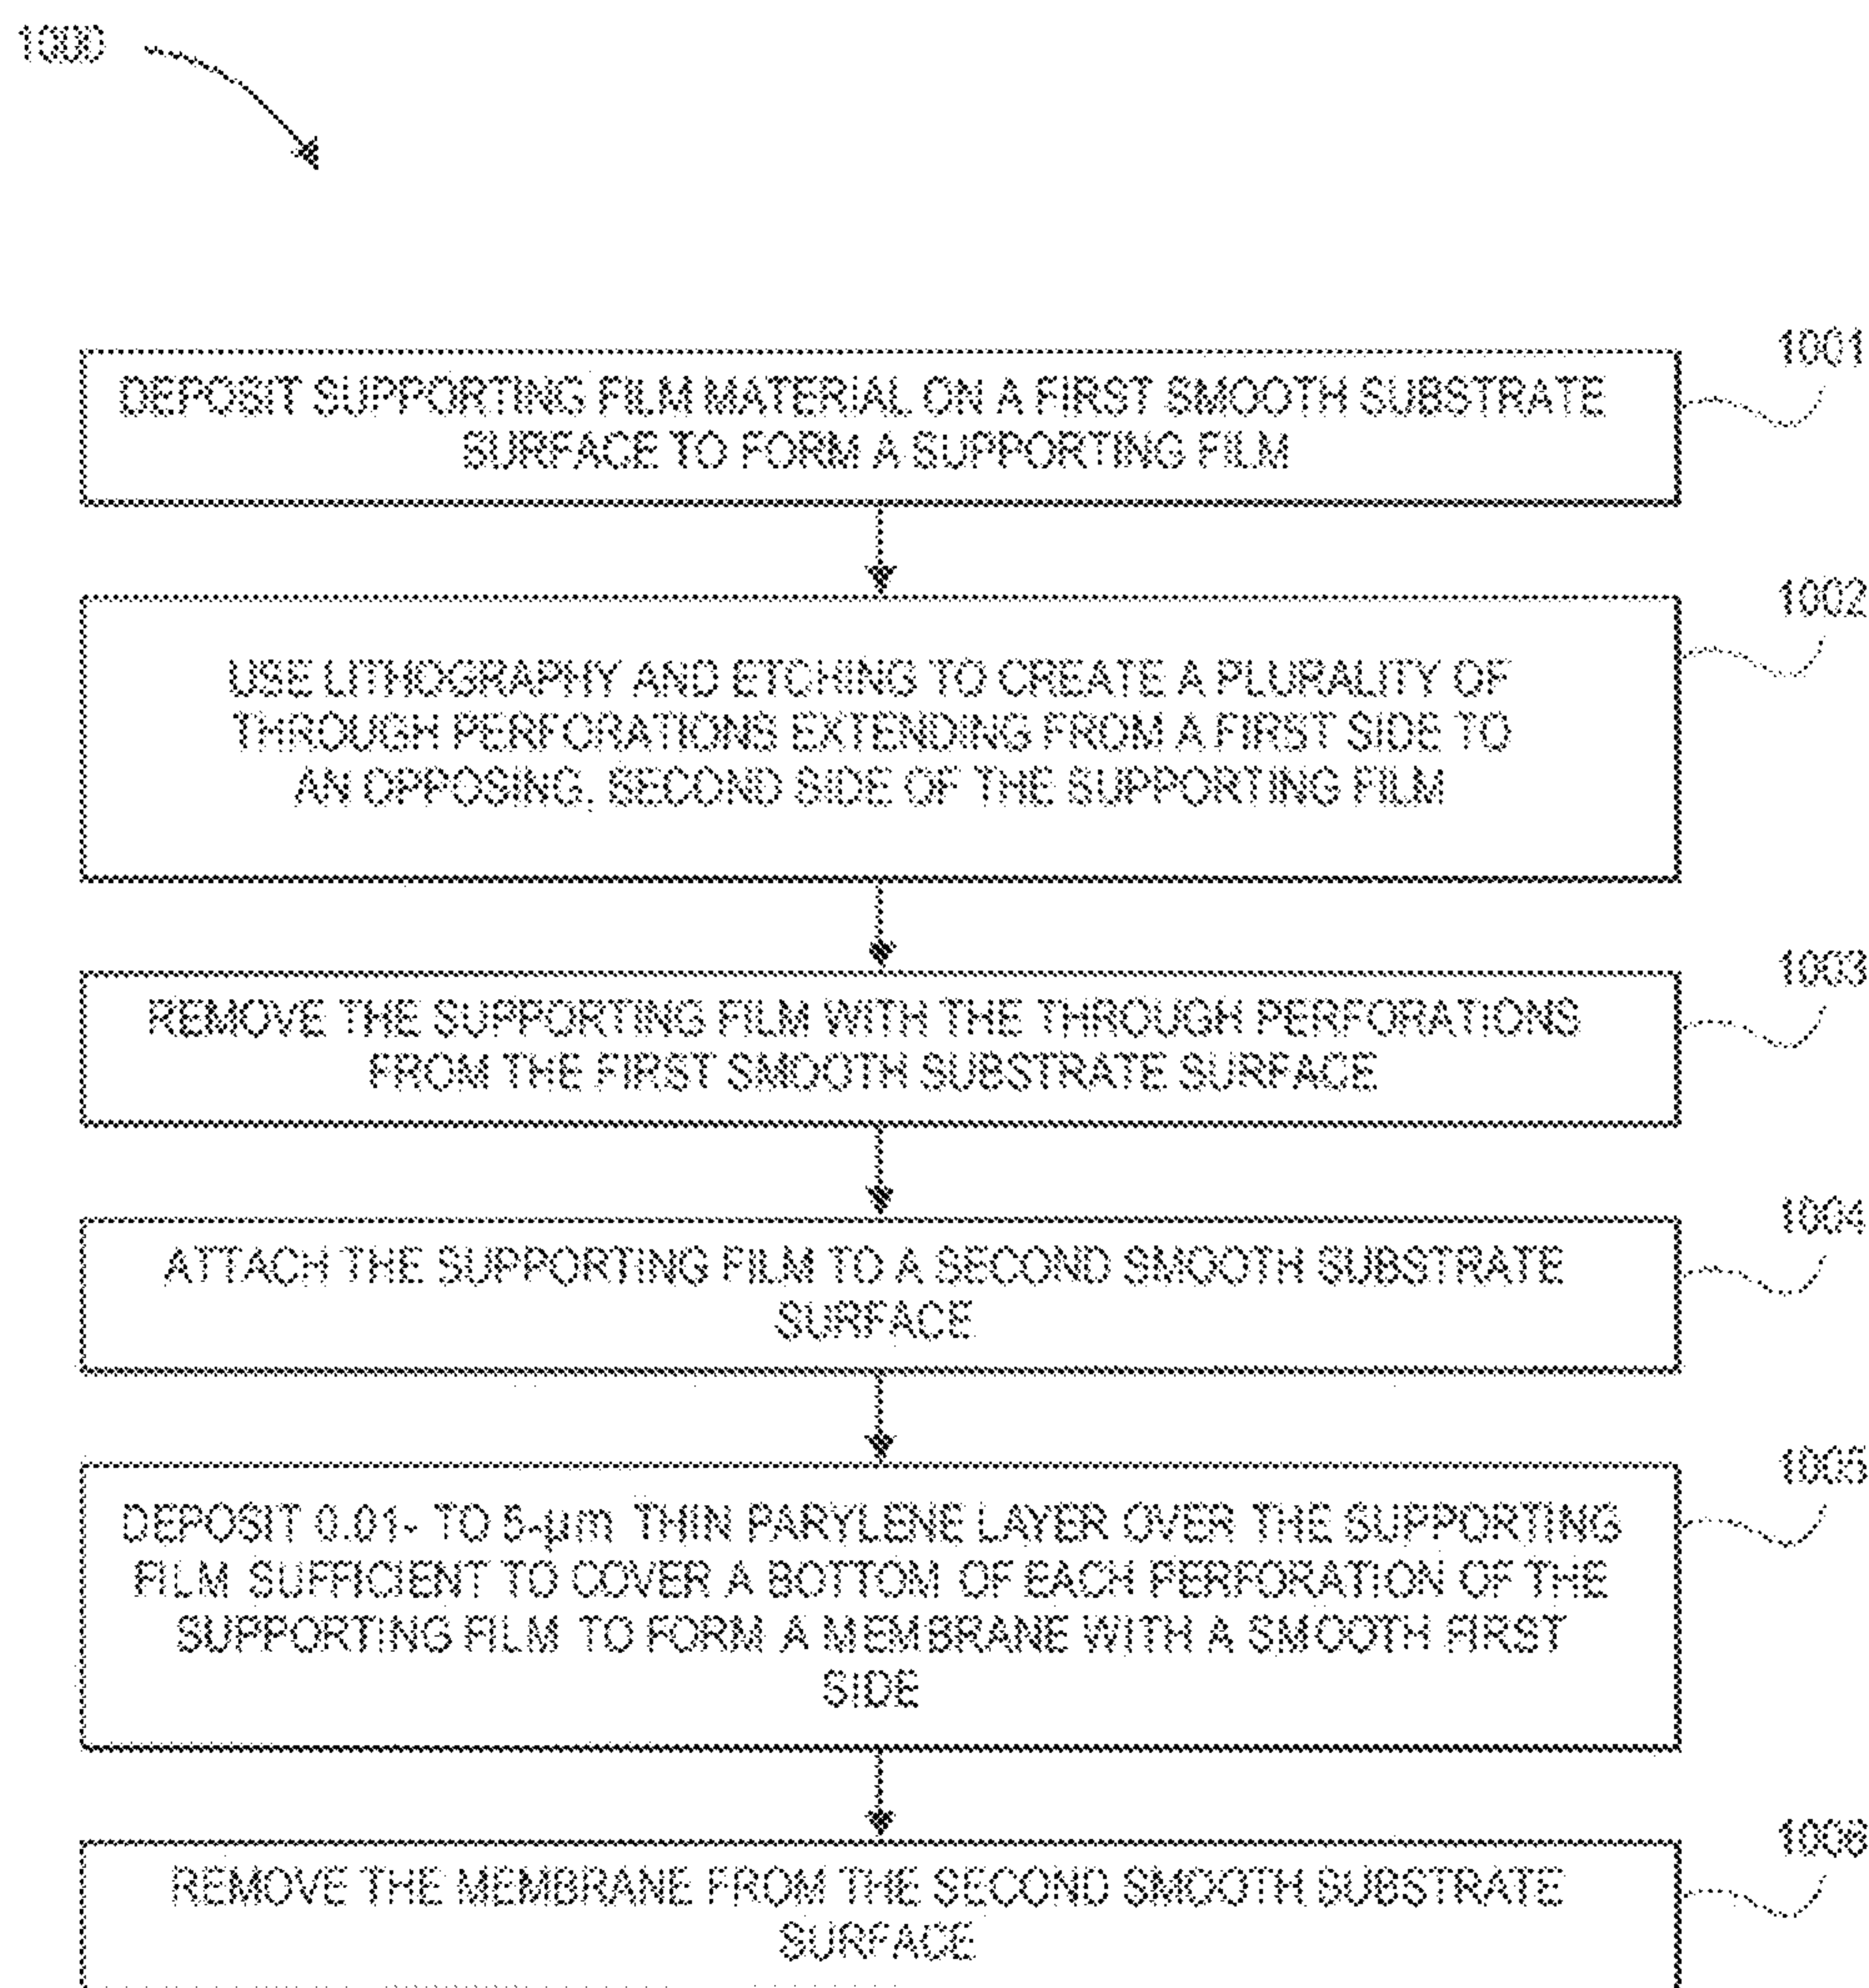 1000
1001
DEPOSIT SUPPORTING FILM MATERIAL ON A FIRST SMOOTH SUBSTRATE
SURFACE TO FORM A SUPPORTING FILM
1002
USE LITHOGRAPHY AND ETCHING TO CREATE A PLURALITY OF
THROUGH PERFORATIONS EXTENDING FROM A FIRST SIDE TO
AN OPPOSING, SECOND SIDE OF THE SUPPORTING FILM
1003
REMOVE THE SUPPORTING FILM WITH THE THROUGH PERFORATIONS
FROM THE FIRST SMOOTH SUBSTRATE SURFACE
1004
ATTACH THE SUPPORTING FILM TO A SECOND SMOOTH SUBSTRATE
SURFACE
1005
DEPOSIT 0.01- TO 5-µm THIN PARYLENE LAYER OVER THE SUPPORTING
FILM SUFFICIENT TO COVER A BOTTOM OF EACH PERFORATION OF THE
SUPPORTING FILM TO FORM A MEMBRANE WITH A SMOOTH FIRST
SIDE
1006
REMOVE THE MEMBRANE FROM THE SECOND SMOOTH SUBSTRATE
SURFACE